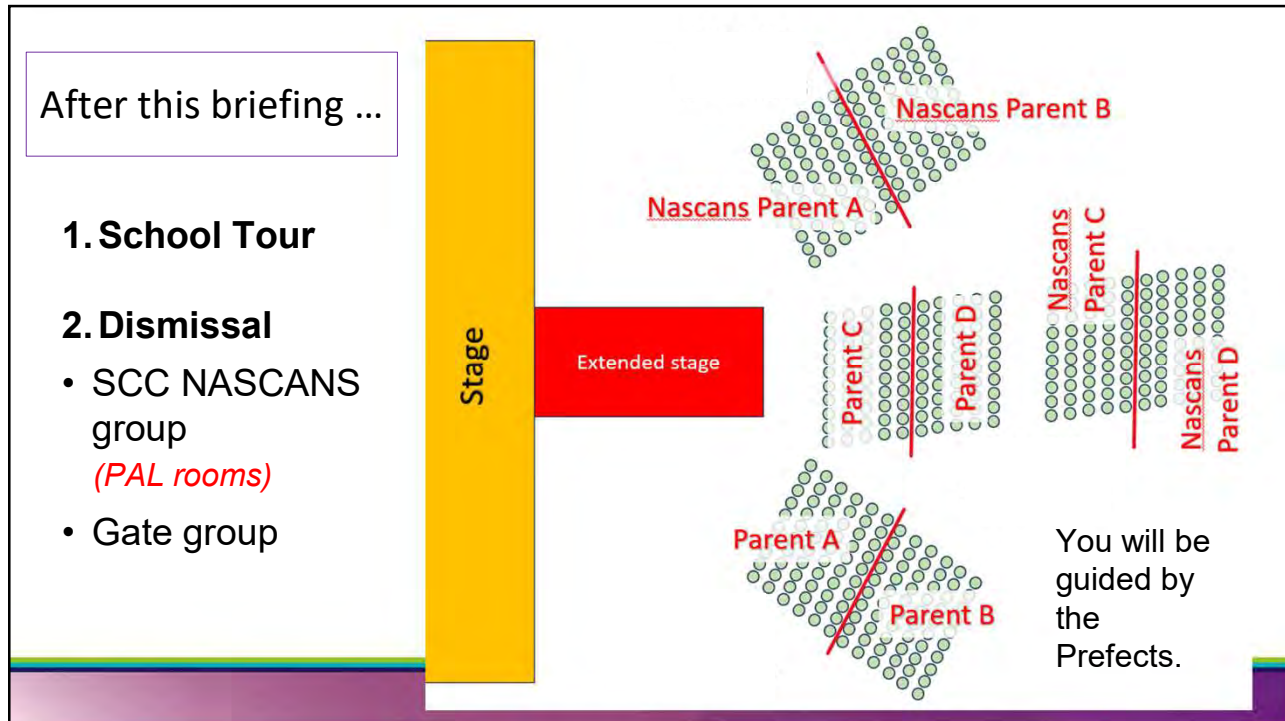 After this briefing ...
1. School Tour
2. Dismissal
• SCC NASCANS
group
(PAL rooms)
• Gate group
Stage
Extended stage
Nascans Parent B
Nascans Parent A
Parent C
Parent D
Nascans
Parent C
Nascans
Parent D
Parent A
Parent B
You will be
guided by
the
Prefects.